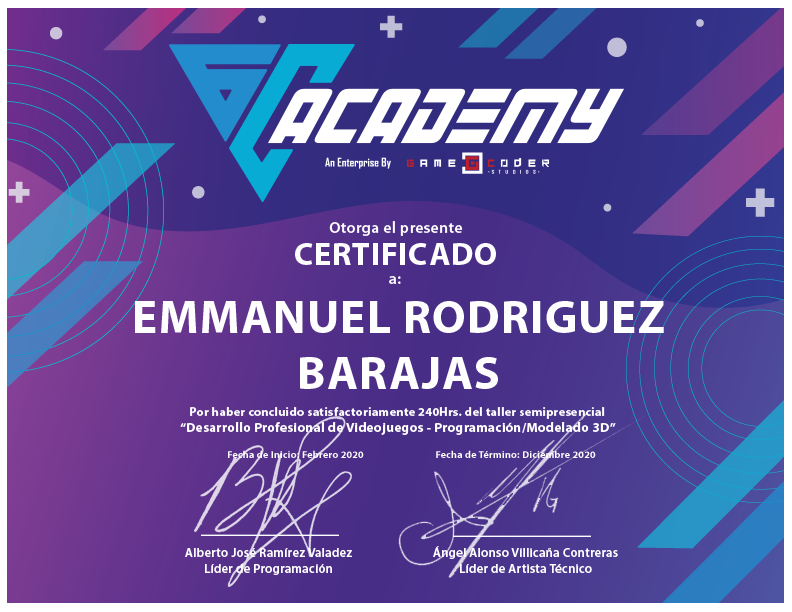 GC ACADEMY
An Enterprise By GAME CODER
·STUDIOS·
Otorga el presente
CERTIFICADO
a:
EMMANUEL RODRIGUEZ
BARAJAS
Por haber concluido satisfactoriamente 240Hrs. del taller semipresencial
“Desarrollo Profesional de Videojuegos - Programación/Modelado 3D”
Fecha de Inicio: Febrero 2020
Fecha de Término: Diciembre 2020
Alberto José Ramírez Valadez
Líder de Programación
Ángel Alonso Villicaña Contreras
Líder de Artista Técnico